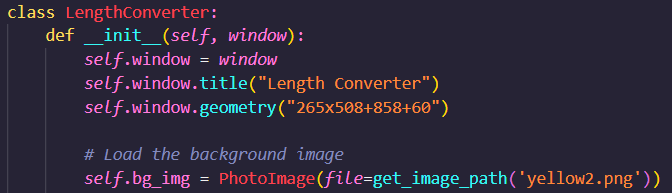 class LengthConverter:
    def __init__(self, window):
        self.window = window
        self.window.title("Length Converter")
        self.window.geometry("265x508+858+60")
        # Load the background image
        self.bg_img = PhotoImage(file=get_image_path('yellow2.png'))